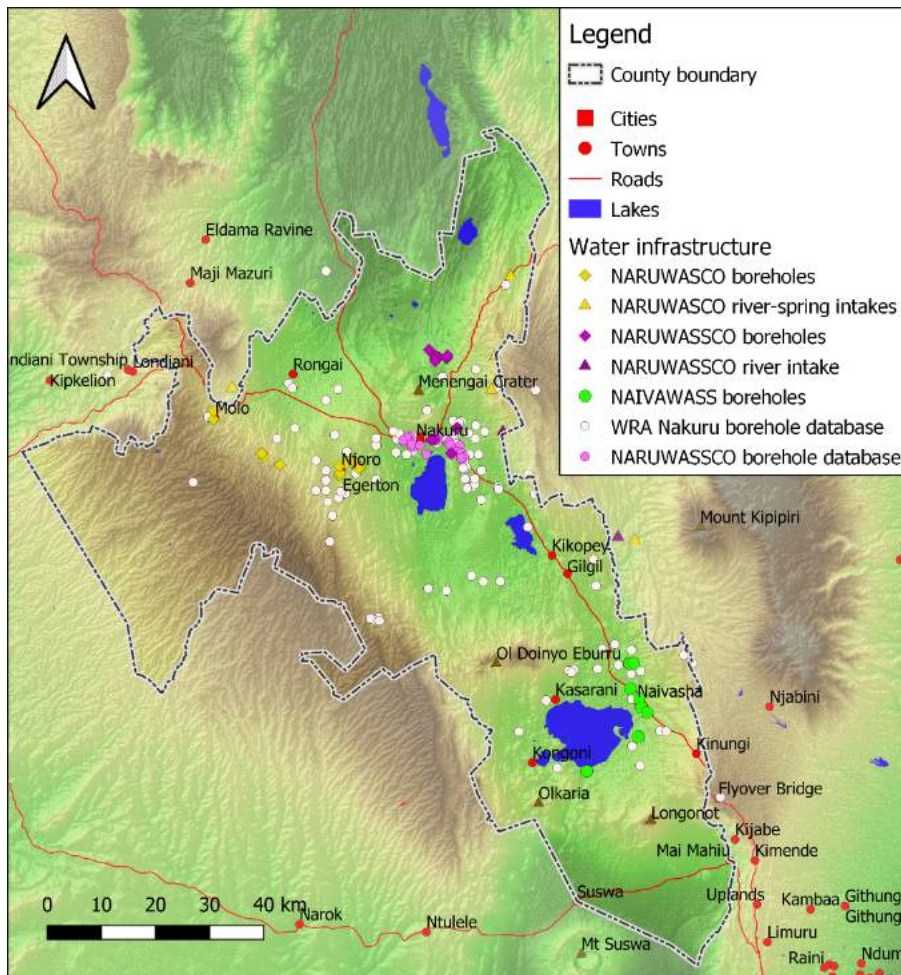 Legend
County boundary
Cities
Towns
Roads
Lakes
Water infrastructure
NARUWASCO boreholes
NARUWASCO river-spring intakes
NARUWASSCO boreholes
NARUWASSCO river intake
NAIVAWASS boreholes
WRA Nakuru borehole database
NARUWASSCO borehole database
Eldama Ravine
Maji Mazuri
ndiani Township
Londiani
Kipkelion
Rongai
Menengai Crater
Molo
Nakuru
Njoro
Egerton
Mount Kipipiri
Kikopey
Gilgil
Ol Doinyo Eburru
Kasarani
Naivasha
Njabini
Kongoni
Kinungi
Olkaria
Flyover Bridge
Longonot
Kijabe
Mai Mahiu
Kimende
Suswa
Uplands
Kambaa
Githung
Githung
0 10 20 30 40 km
Narok
Ntulele
Limuru
Mt Suswa
Raini
Ndum